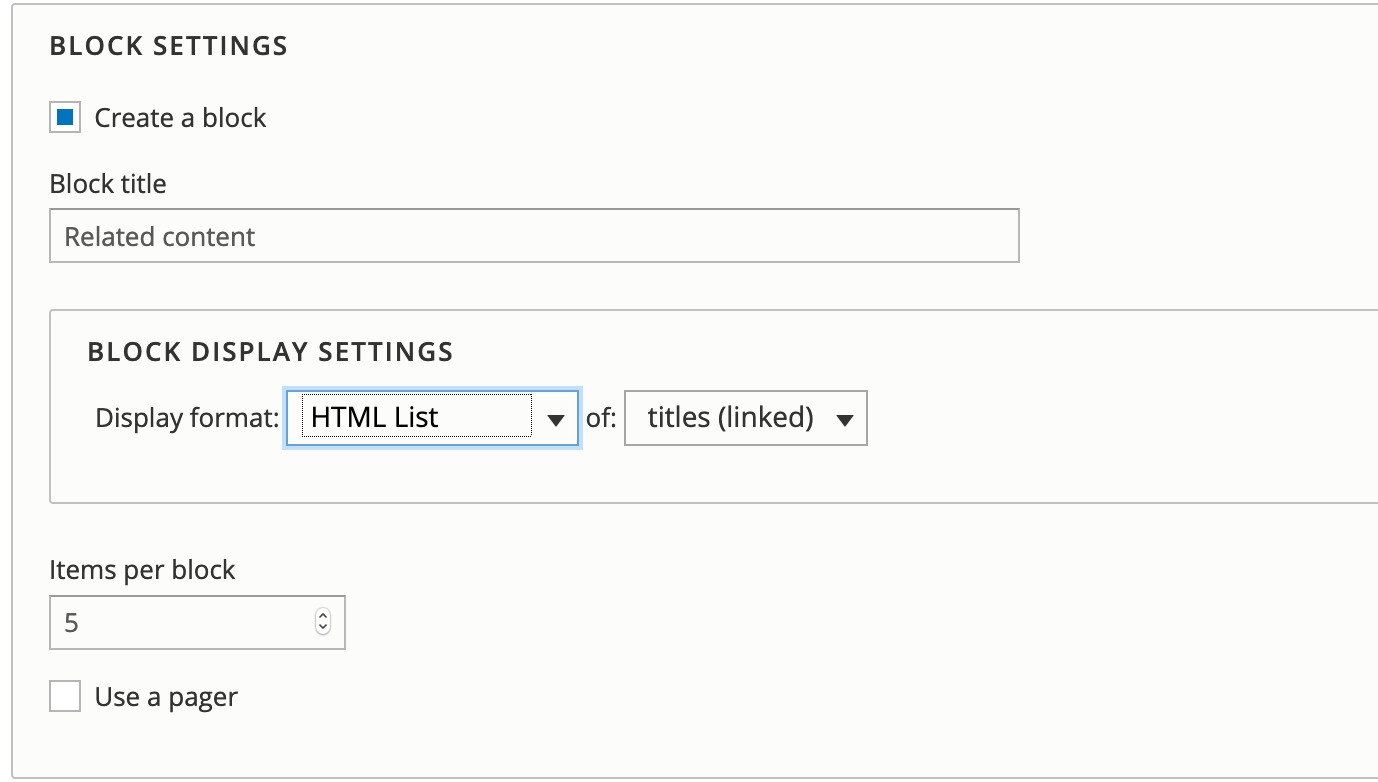 BLOCK SETTINGS
Create a block
Block title
Related content
BLOCK DISPLAY SETTINGS
Display format: HTML List of: titles (linked)
Items per block
5
Use a pager